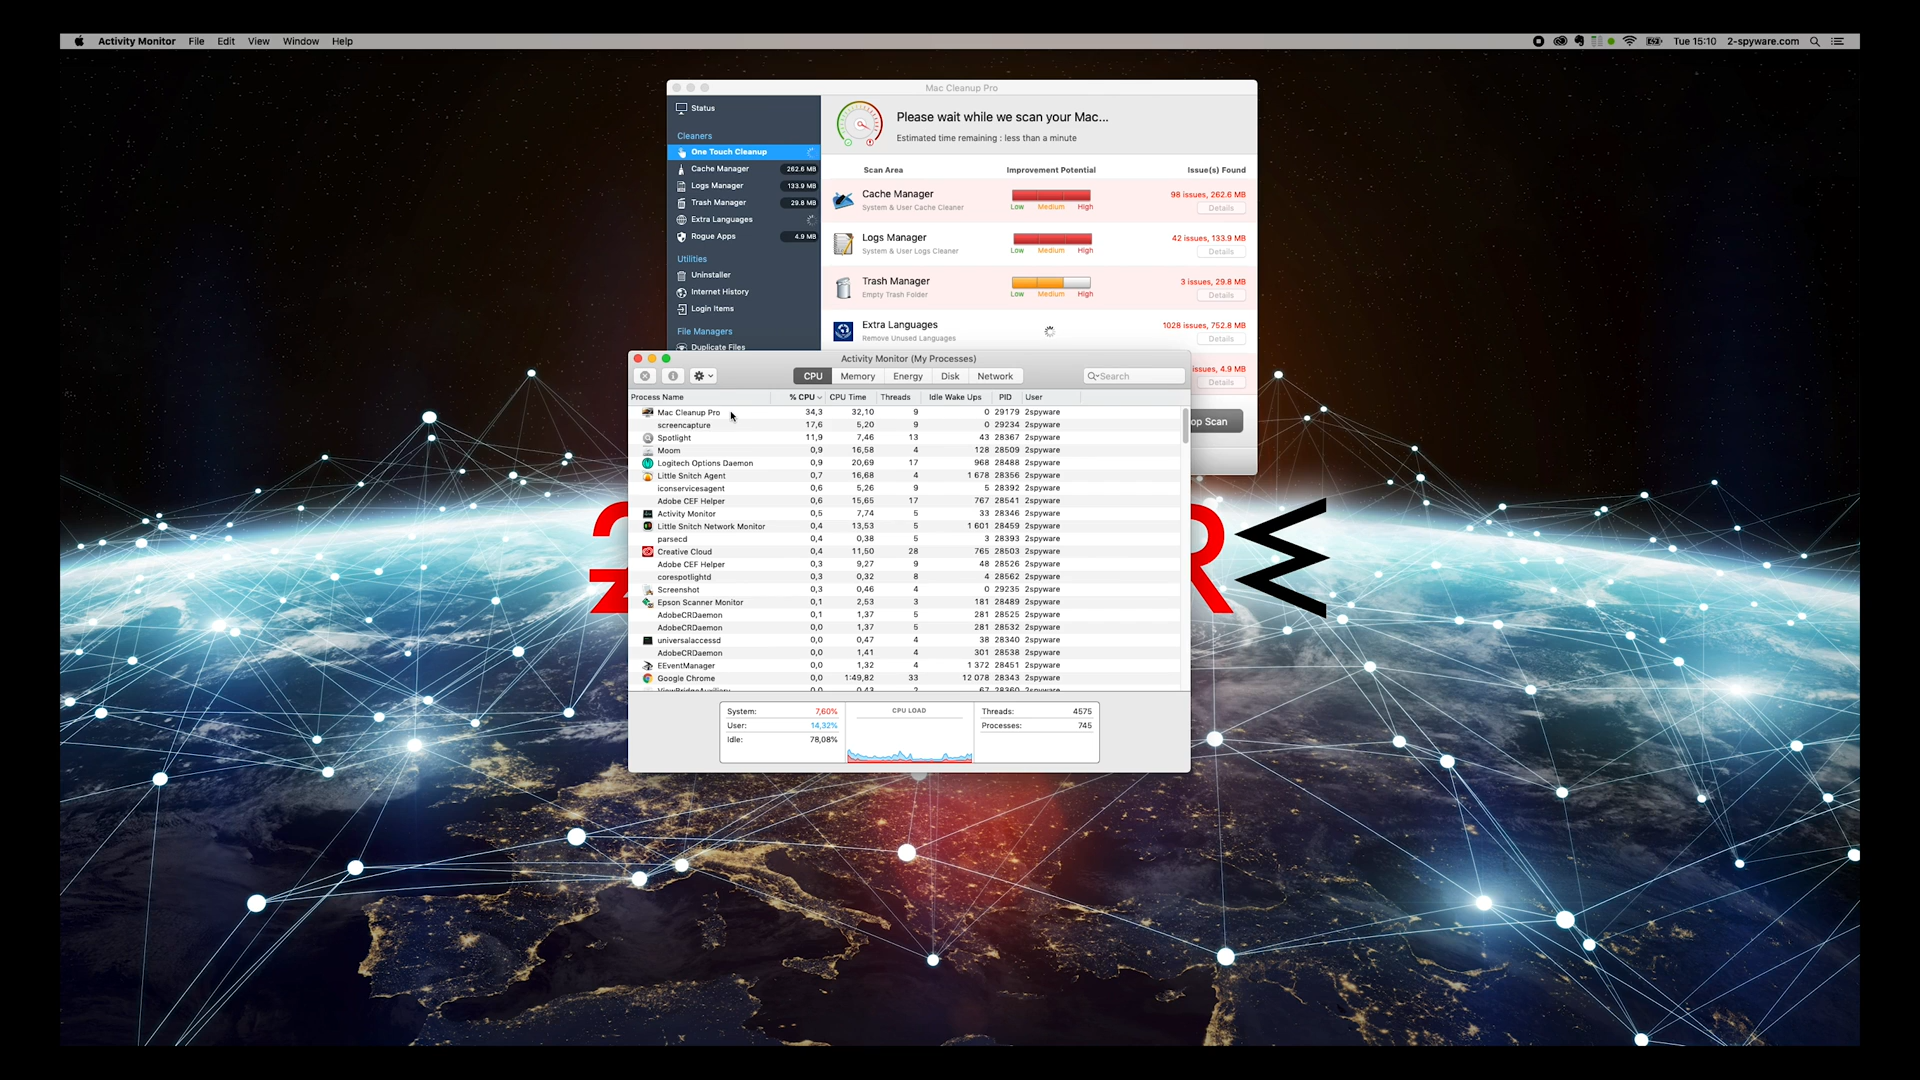 Activity Monitor File Edit View Window Help
Tue 15:10 2-spyware.com
Mac Cleanup Pro
Status
Cleaners
One Touch Cleanup
Cache Manager 262.6 MB
Logs Manager 133.9 MB
Trash Manager 29.8 MB
Extra Languages
Rogue Apps 4.9 MB
Utilities
Uninstaller
Internet History
Login Items
File Managers
Duplicate Files
Please wait while we scan your Mac...
Estimated time remaining : less than a minute
Scan Area Improvement Potential Issue(s) Found
Cache Manager 98 issues, 262.6 MB
System & User Cache Cleaner Low Medium High Details
Logs Manager 42 issues, 133.9 MB
System & User Logs Cleaner Low Medium High Details
Trash Manager 3 issues, 29.8 MB
Empty Trash Folder Low Medium High Details
Extra Languages 1028 issues, 752.8 MB
Remove Unused Languages Details
ssues, 4.9 MB
Details
op Scan
Activity Monitor (My Processes)
CPU Memory Energy Disk Network Search
Process Name % CPU CPU Time Threads Idle Wake Ups PID User
Mac Cleanup Pro 34,3 32,10 9 0 29179 2spyware
screencapture 17,6 5,20 9 0 29234 2spyware
Spotlight 11,9 7,46 13 43 28367 2spyware
Moom 0,9 16,58 4 128 28509 2spyware
Logitech Options Daemon 0,9 20,69 17 968 28488 2spyware
Little Snitch Agent 0,7 16,68 4 1 678 28356 2spyware
iconservicesagent 0,6 5,26 9 5 28392 2spyware
Adobe CEF Helper 0,6 15,65 17 767 28541 2spyware
Activity Monitor 0,5 7,74 5 33 28346 2spyware
Little Snitch Network Monitor 0,4 13,53 5 1 601 28459 2spyware
parsecd 0,4 0,38 5 3 28393 2spyware
Creative Cloud 0,4 11,50 28 765 28503 2spyware
Adobe CEF Helper 0,3 9,27 9 48 28526 2spyware
corespotlightd 0,3 0,32 8 4 28562 2spyware
Screenshot 0,3 0,46 4 0 29235 2spyware
Epson Scanner Monitor 0,1 2,53 3 181 28489 2spyware
AdobeCRDaemon 0,1 1,37 5 281 28525 2spyware
AdobeCRDaemon 0,0 1,37 5 281 28532 2spyware
universalaccessd 0,0 0,47 4 38 28340 2spyware
AdobeCRDaemon 0,0 1,41 4 301 28538 2spyware
EEventManager 0,0 1,32 4 1 372 28451 2spyware
Google Chrome 0,0 1:49,82 33 12 078 28343 2spyware
ViewBridgeAuxiliary 0,0 0,43 2 67 28360 2spyware
System: 7,60% CPU LOAD Threads: 4575
User: 14,32% Processes: 745
Idle: 78,08%